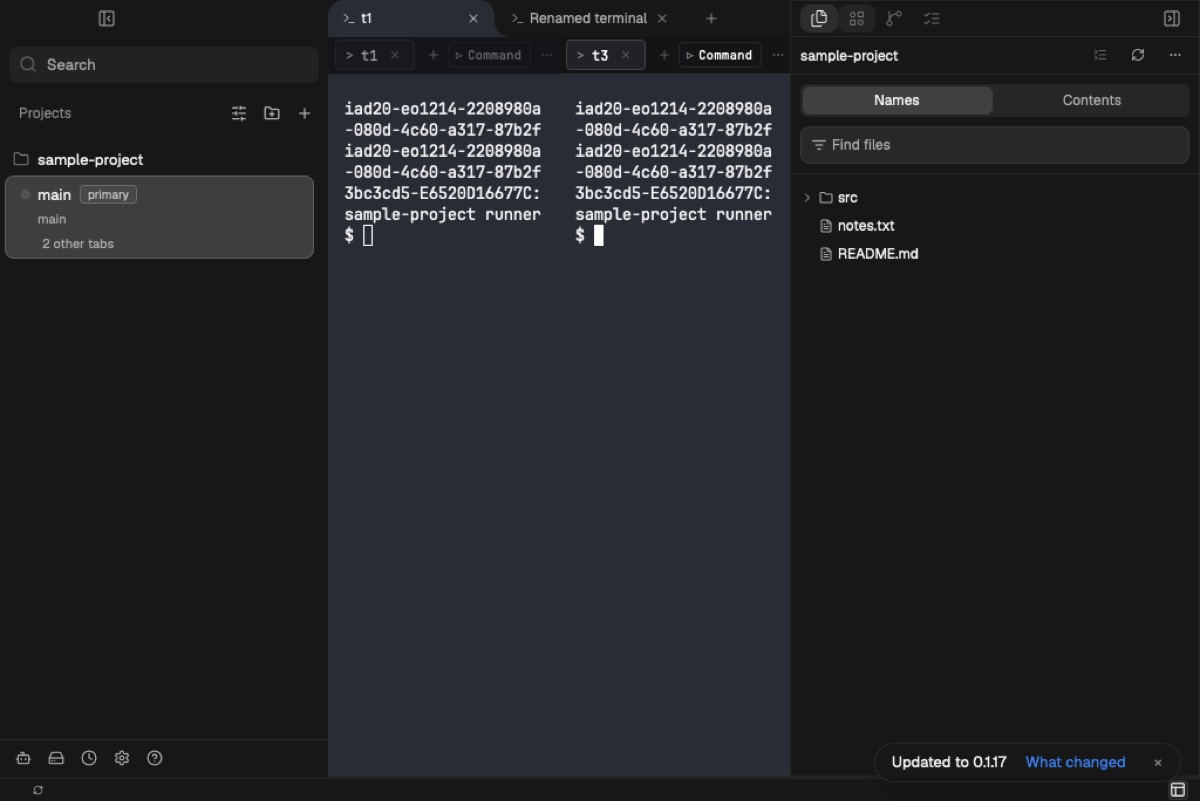 t1
Renamed terminal
Search
Projects
sample-project
main primary
main
2 other tabs
t1
Command
t3
Command
iad20-eo1214-2208980a
-080d-4c60-a317-87b2f
iad20-eo1214-2208980a
-080d-4c60-a317-87b2f
3bc3cd5-E6520D16677C:
sample-project runner
$
iad20-eo1214-2208980a
-080d-4c60-a317-87b2f
iad20-eo1214-2208980a
-080d-4c60-a317-87b2f
3bc3cd5-E6520D16677C:
sample-project runner
$
sample-project
Names
Contents
Find files
src
notes.txt
README.md
Updated to 0.1.17 What changed